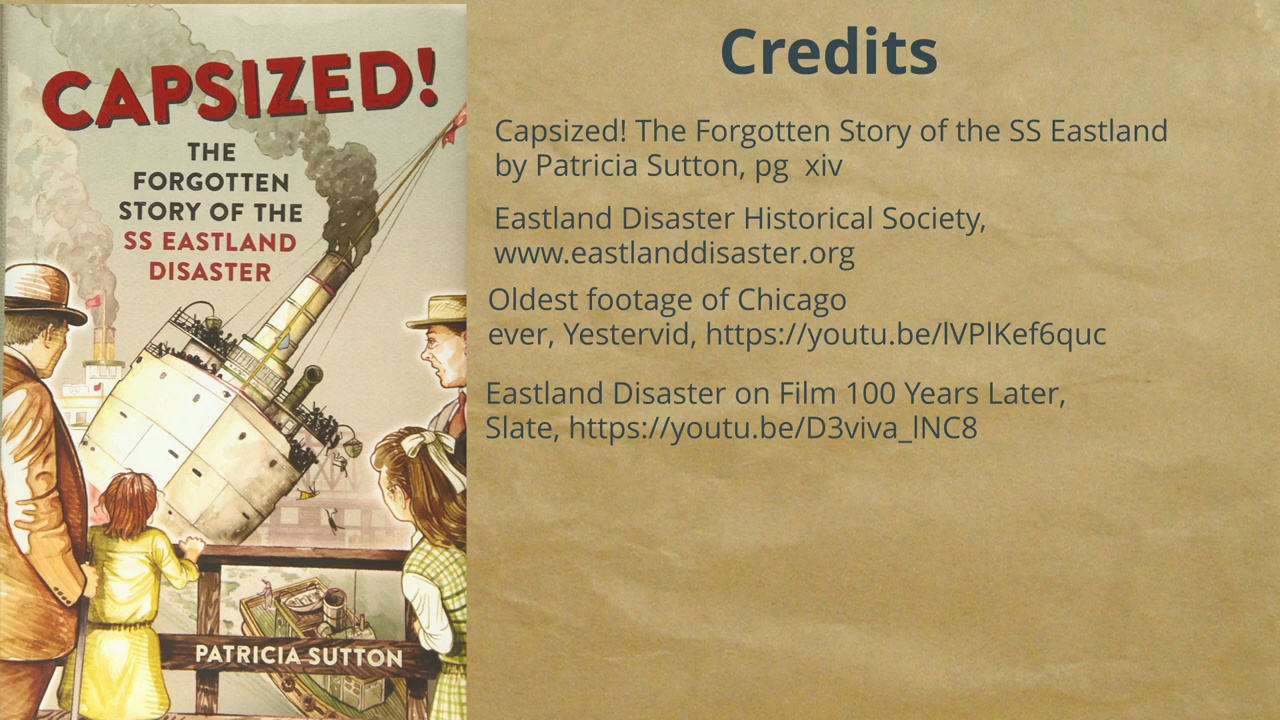 CAPSIZED!
THE
FORGOTTEN
STORY OF THE
SS EASTLAND
DISASTER
PATRICIA SUTTON
Credits
Capsized! The Forgotten Story of the SS Eastland
by Patricia Sutton, pg  xiv
Eastland Disaster Historical Society,
www.eastlanddisaster.org
Oldest footage of Chicago
ever, Yestervid, https://youtu.be/lVPlKef6quc
Eastland Disaster on Film 100 Years Later,
Slate, https://youtu.be/D3viva_lNC8